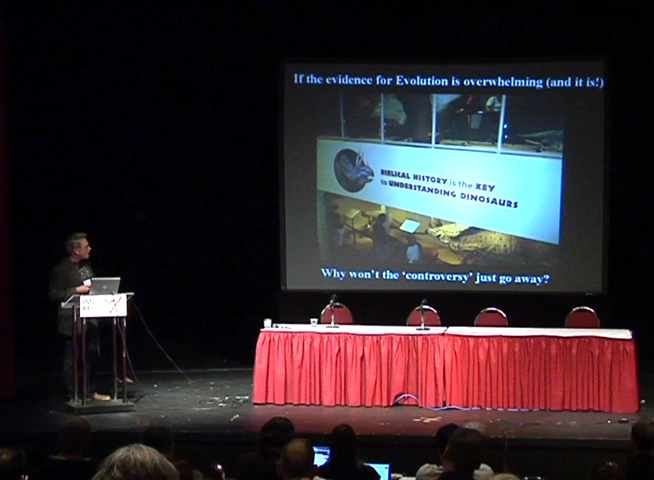 If the evidence for Evolution is overwhelming (and it is!)
BIBLICAL HISTORY is the KEY
to UNDERSTANDING DINOSAURS
Why won't the 'controversy' just go away?